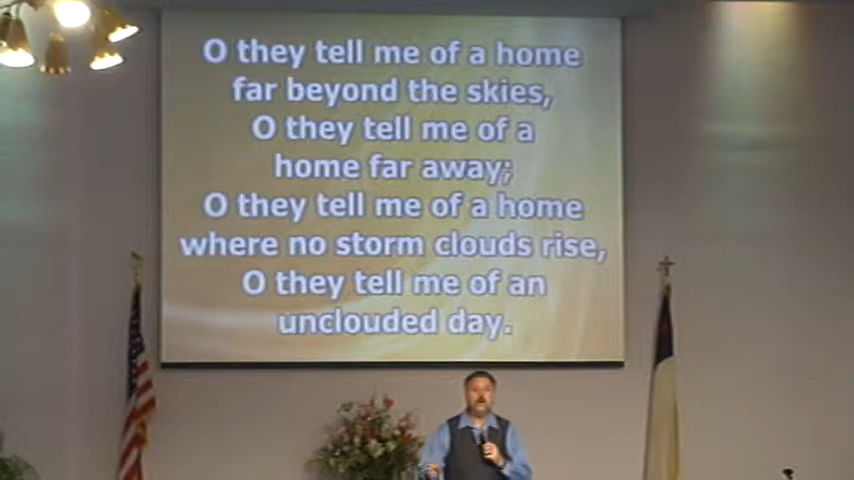 O they tell me of a home
far beyond the skies,
O they tell me of a
home far away;
O they tell me of a home
where no storm clouds rise,
O they tell me of an
unclouded day.